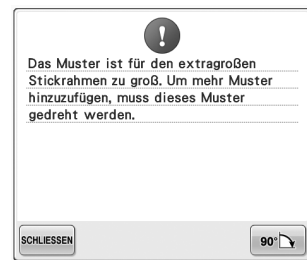 Das Muster ist für den extragroßen
Stickrahmen zu groß. Um mehr Muster
hinzuzufügen, muss dieses Muster
gedreht werden.
SCHLIESSEN
90°